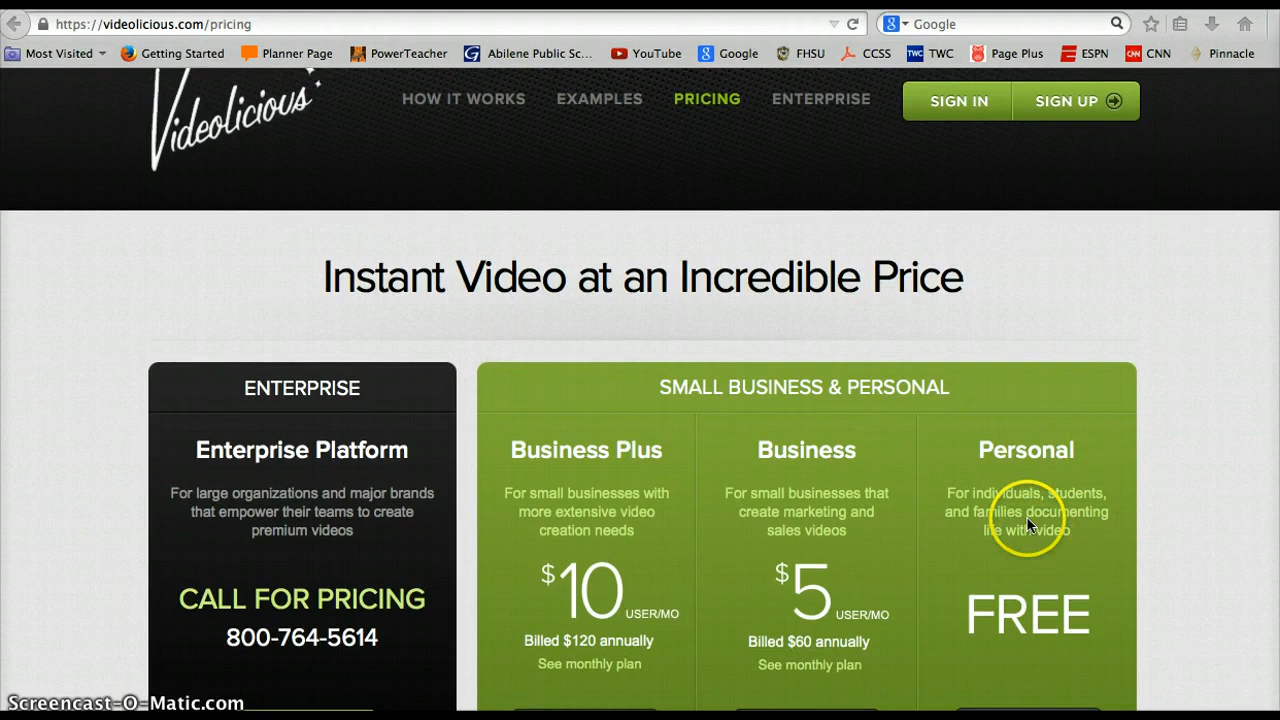 https://videolicious.com/pricing
Google
Most Visited
Getting Started
Planner Page
PowerTeacher
Abilene Public Sc...
YouTube
Google
FHSU
CCSS
TWC
Page Plus
ESPN
CNN
Pinnacle
Videolicious
HOW IT WORKS
EXAMPLES
PRICING
ENTERPRISE
SIGN IN
SIGN UP
Instant Video at an Incredible Price
ENTERPRISE
Enterprise Platform
For large organizations and major brands
that empower their teams to create
premium videos
CALL FOR PRICING
800-764-5614
SMALL BUSINESS & PERSONAL
Business Plus
For small businesses with
more extensive video
creation needs
$10 USER/MO
Billed $120 annually
See monthly plan
Business
For small businesses that
create marketing and
sales videos
$5 USER/MO
Billed $60 annually
See monthly plan
Personal
For individuals, students,
and families documenting
life with video
FREE
Screencast-O-Matic.com